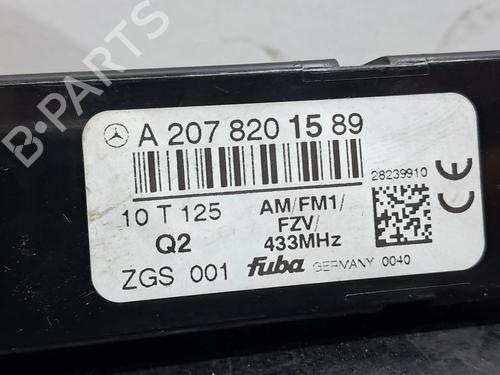 A 207 820 15 89
28239910
10 T 125
AM/FM1/
FZV/
433MHz
Q2
ZGS 001
fuba GERMANY 0040
CE
B-PARTS